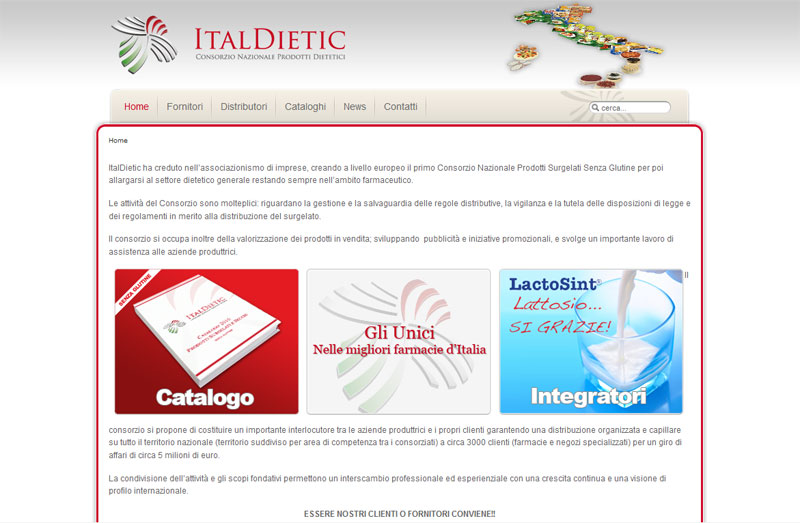 ITALDIETIC
CONSORZIO NAZIONALE PRODOTTI DIETETICI
Home Fornitori Distributori Cataloghi News Contatti cerca...
Home
ItalDietic ha creduto nell'associazionismo di imprese, creando a livello europeo il primo Consorzio Nazionale Prodotti Surgelati Senza Glutine per poi
allargarsi al settore dietetico generale restando sempre nell'ambito farmaceutico.
Le attività del Consorzio sono molteplici: riguardano la gestione e la salvaguardia delle regole distributive, la vigilanza e la tutela delle disposizioni di legge e
dei regolamenti in merito alla distribuzione del surgelato.
Il consorzio si occupa inoltre della valorizzazione dei prodotti in vendita; sviluppando pubblicità e iniziative promozionali, e svolge un importante lavoro di
assistenza alle aziende produttrici.
SENZA GLUTINE
ITALDIETIC
Catalogo
Gli Unici
Nelle migliori farmacie d'Italia
LactoSint®
Lattosio...
SI GRAZIE!
Integratori
Il
consorzio si propone di costituire un importante interlocutore tra le aziende produttrici e i propri clienti garantendo una distribuzione organizzata e capillare
su tutto il territorio nazionale (territorio suddiviso per area di competenza tra i consorziati) a circa 3000 clienti (farmacie e negozi specializzati) per un giro di
affari di circa 5 milioni di euro.
La condivisione dell'attività e gli scopi fondativi permettono un interscambio professionale ed esperienziale con una crescita continua e una visione di
profilo internazionale.
ESSERE NOSTRI CLIENTI O FORNITORI CONVIENE!!